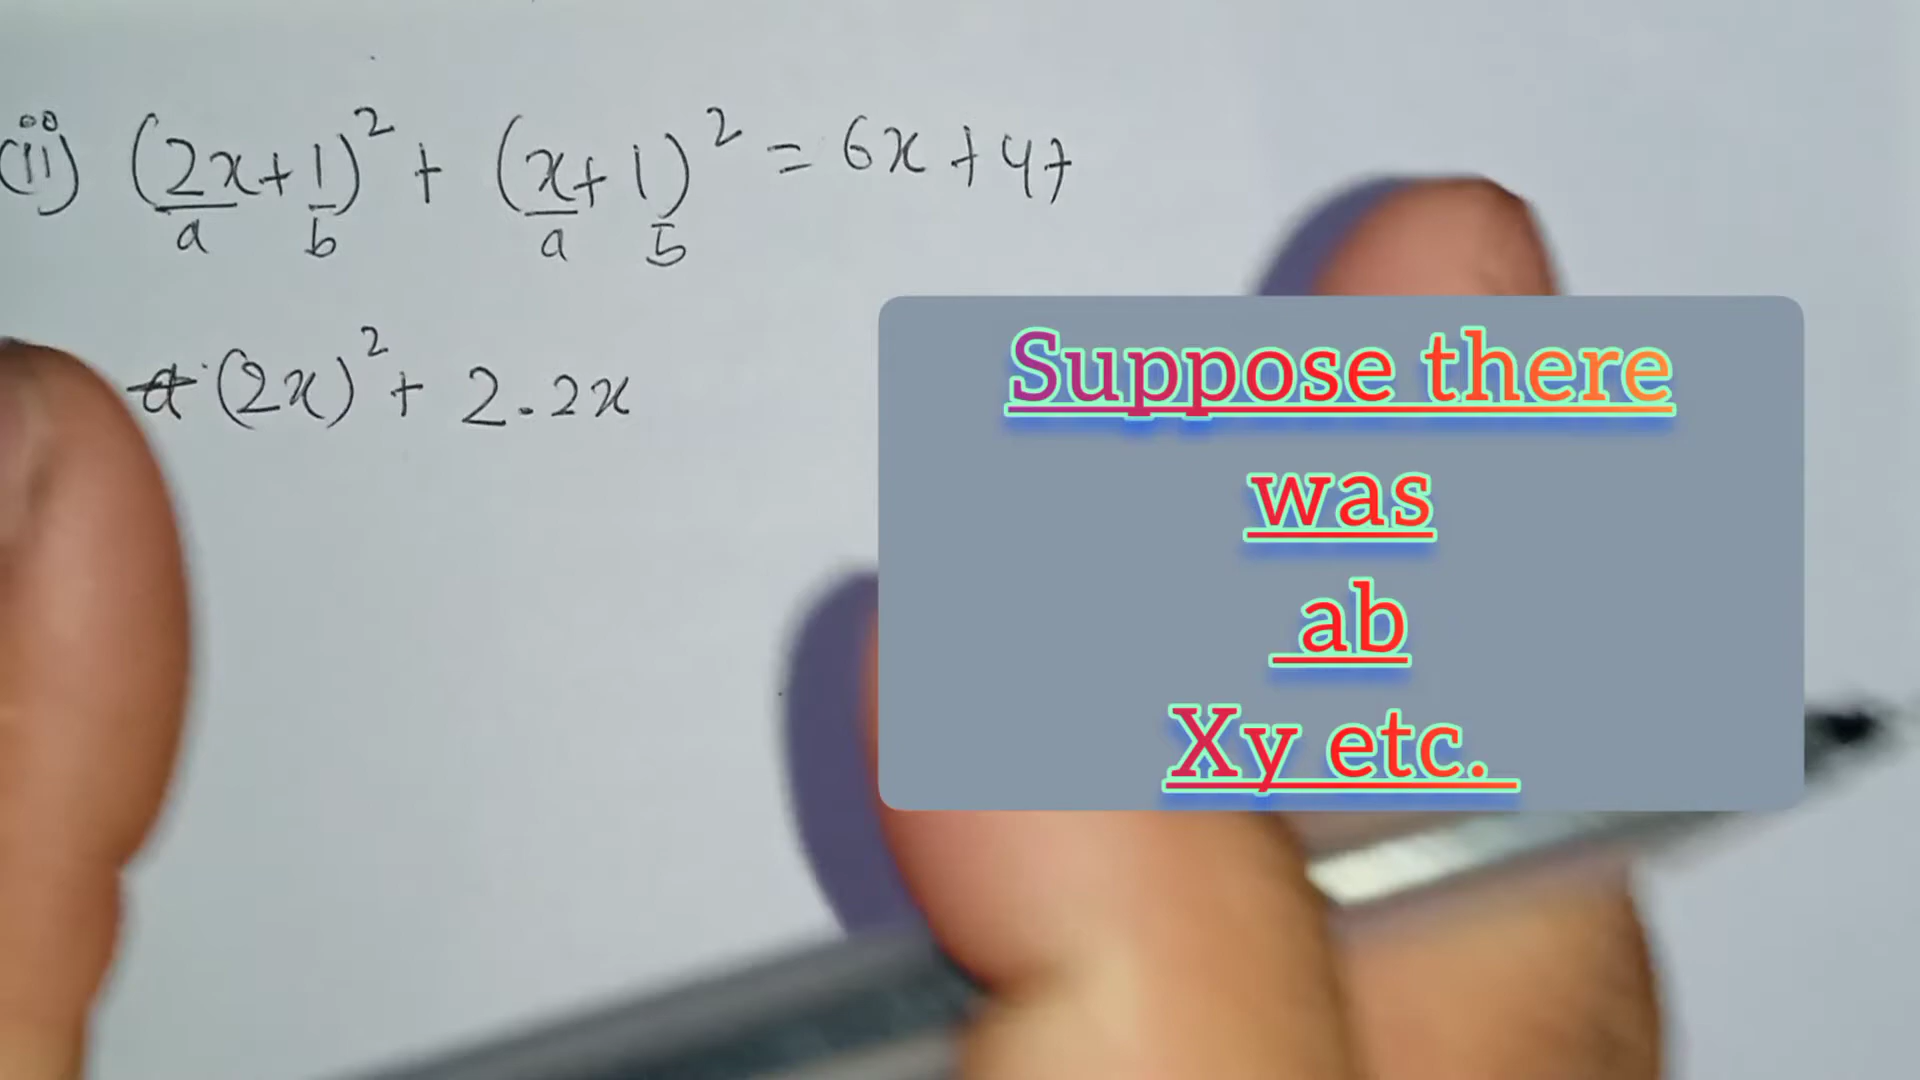 (ii) (2x+1)² + (x+1)² = 6x + 47
a b a b
a (2x)² + 2.2x
Suppose there
was
ab
Xy etc.